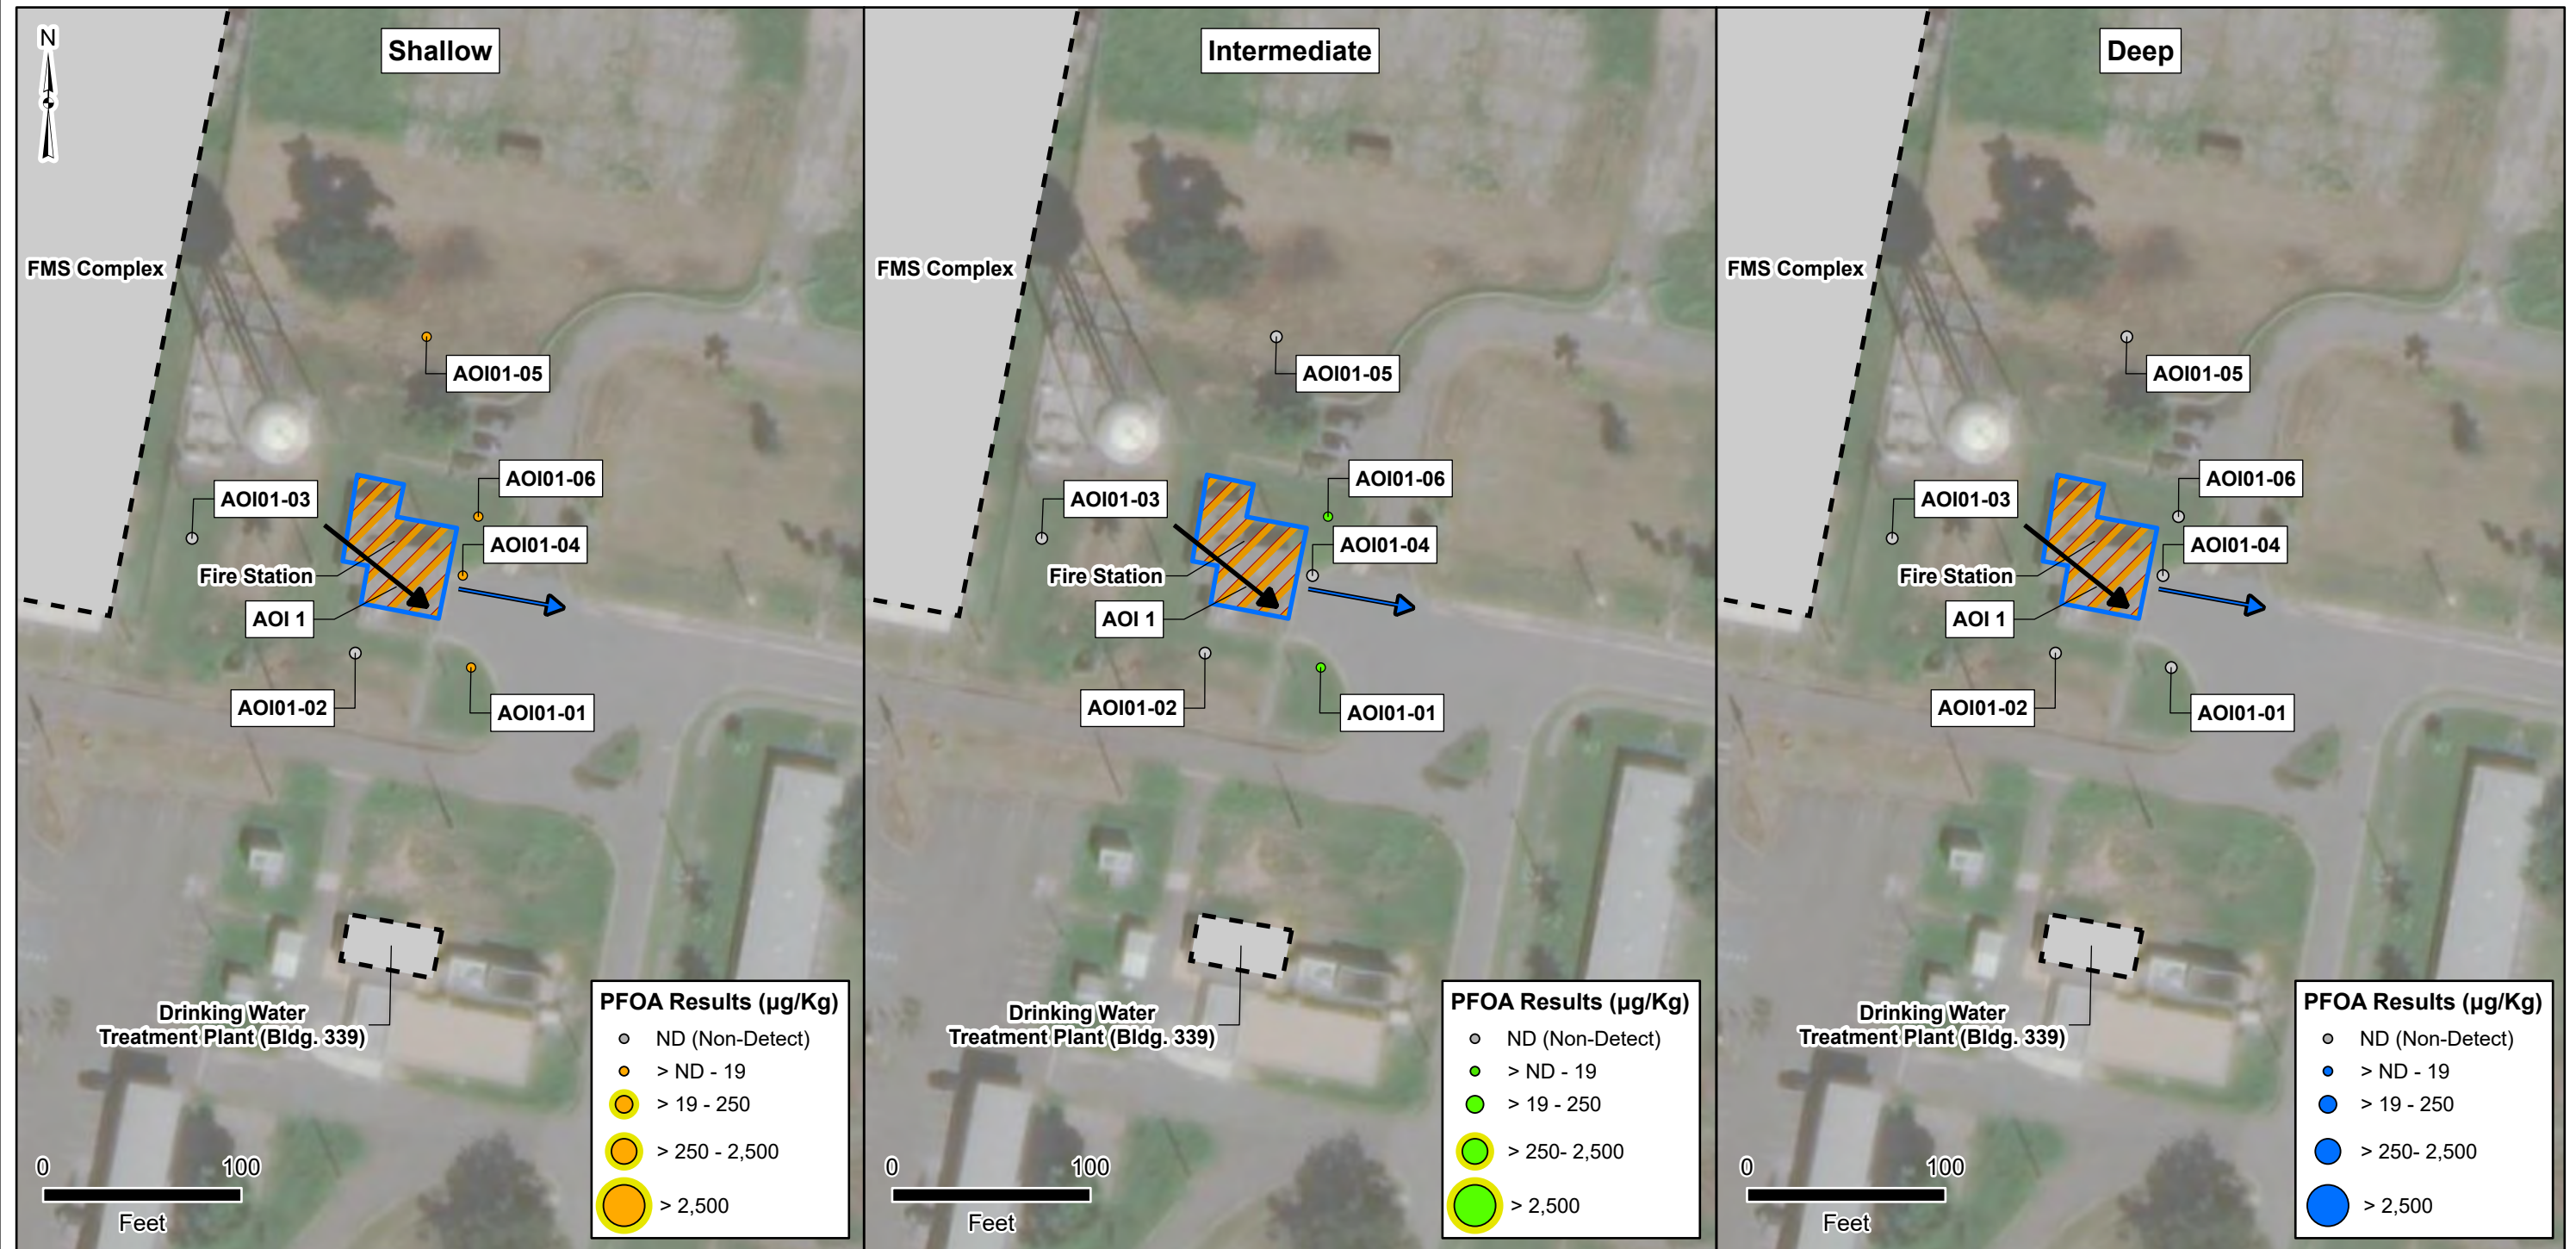 N
Shallow
FMS Complex
AOI01-05
AOI01-06
AOI01-03
AOI01-04
Fire Station
AOI 1
AOI01-02
AOI01-01
Drinking Water
Treatment Plant (Bldg. 339)
0 100
Feet
PFOA Results (µg/Kg)
ND (Non-Detect)
> ND - 19
> 19 - 250
> 250 - 2,500
> 2,500
Intermediate
FMS Complex
AOI01-05
AOI01-06
AOI01-03
AOI01-04
Fire Station
AOI 1
AOI01-02
AOI01-01
Drinking Water
Treatment Plant (Bldg. 339)
0 100
Feet
PFOA Results (µg/Kg)
ND (Non-Detect)
> ND - 19
> 19 - 250
> 250- 2,500
> 2,500
Deep
FMS Complex
AOI01-05
AOI01-06
AOI01-03
AOI01-04
Fire Station
AOI 1
AOI01-02
AOI01-01
Drinking Water
Treatment Plant (Bldg. 339)
0 100
Feet
PFOA Results (µg/Kg)
ND (Non-Detect)
> ND - 19
> 19 - 250
> 250- 2,500
> 2,500